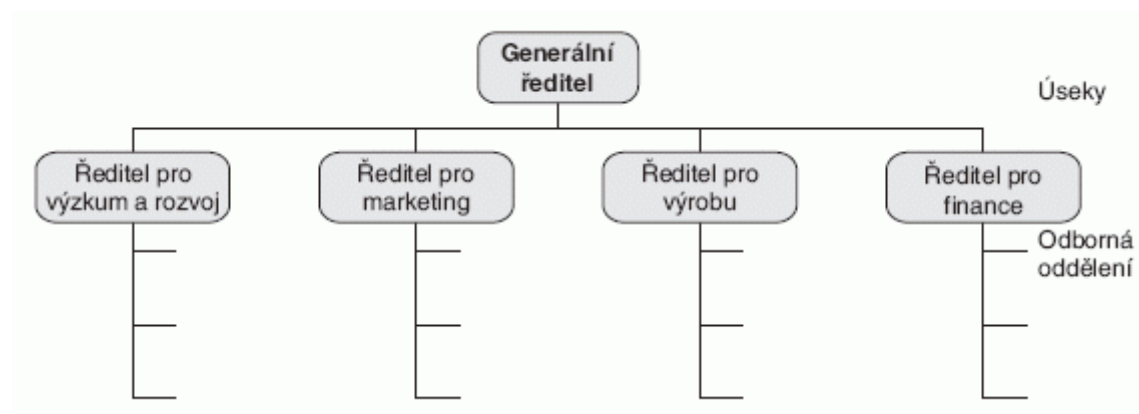 Generální
ředitel
Úseky
Ředitel pro
výzkum a rozvoj
Ředitel pro
marketing
Ředitel pro
výrobu
Ředitel pro
finance
Odborná
oddělení